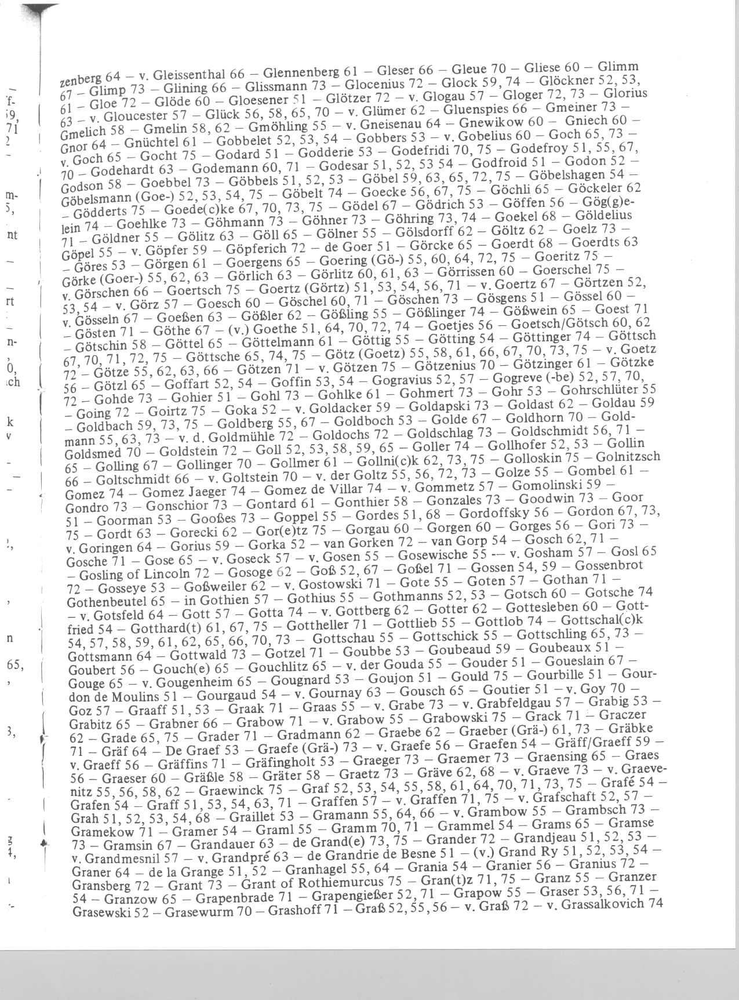 zenberg 64 — v. Gleissenthal 66 — Glennenberg 61 — Gleser 66 — Gleue 70 — Gliese 60 — Glimm
67 — Glimp 73 — Glining 66 — Glissmann 73 — Glocenius 72 — Glock 59, 74 — Glöckner 52, 53,
61 — Gloe 72 — Glöde 60 — Gloesener 51 — Glötzer 72 — v. Glogau 57 — Gloger 72, 73 — Glorius
63 — v. Gloucester 57 — Glück 56, 58, 65, 70 — v. Glümer 62 — Gluenspies 66 — Gmeiner 73 —
Gmelich 58 — Gmelin 58, 62 — Gmöhling 55 — v. Gneisenau 64 — Gnewikow 60 — Gniech 60 —
Gnor 64 — Gnüchtel 61 — Gobbelet 52, 53, 54 — Gobbers 53 — v. Gobelius 60 — Goch 65, 73 —
v. Goch 65 — Gocht 75 — Godard 51 — Godderie 53 — Godefridi 70, 75 — Godefroy 51, 55, 67,
70 — Godehardt 63 — Godemann 60, 71 — Godesar 51, 52, 53 54 — Godfroid 51 — Godon 52 —
Godson 58 — Goebbel 73 — Göbbels 51, 52, 53 — Göbel 59, 63, 65, 72, 75 — Göbelshagen 54 —
Göbelsmann (Goe-) 52, 53, 54, 75 — Göbelt 74 — Goecke 56, 67, 75 — Göchli 65 — Göckeler 62
— Gödderts 75 — Goede(c)ke 67, 70, 73, 75 — Gödel 67 — Gödrich 53 — Göffen 56 — Gög(g)e-
lein 74 — Goehlke 73 — Göhmann 73 — Göhner 73 — Göhring 73, 74 — Goekel 68 — Göldelius
71 — Göldner 55 — Gölitz 63 — Göll 65 — Gölner 55 — Gölsdorff 62 — Göltz 62 — Goelz 73 —
Göpel 55 — v. Göpfer 59 — Göpferich 72 — de Goer 51 — Görcke 65 — Goerdt 68 — Goerdts 63
— Göres 53 — Görgen 61 — Goergens 65 — Goering (Gö-) 55, 60, 64, 72, 75 — Goeritz 75 —
Görke (Goer-) 55, 62, 63 — Görlich 63 — Görlitz 60, 61, 63 — Görrissen 60 — Goerschel 75 —
v. Görschen 66 — Goertsch 75 — Goertz (Görtz) 51, 53, 54, 56, 71 — v. Goertz 67 — Görtzen 52,
53, 54 — v. Görz 57 — Goesch 60 — Göschel 60, 71 — Göschen 73 — Gösgens 51 — Gössel 60 —
v. Gösseln 67 — Goeßen 63 — Gößler 62 — Gößling 55 — Gößlinger 74 — Gößwein 65 — Goest 71
— Gösten 71 — Göthe 67 — (v.) Goethe 51, 64, 70, 72, 74 — Goetjes 56 — Goetsch/Götsch 60, 62
— Götschin 58 — Göttel 65 — Göttelmann 61 — Göttig 55 — Götting 54 — Göttinger 74 — Göttsch
67, 70, 71, 72, 75 — Göttsche 65, 74, 75 — Götz (Goetz) 55, 58, 61, 66, 67, 70, 73, 75 — v. Goetz
72 — Götze 55, 62, 63, 66 — Götzen 71 — v. Götzen 75 — Götzenius 70 — Götzinger 61 — Götzke
56 — Götzl 65 — Goffart 52, 54 — Goffin 53, 54 — Gogravius 52, 57 — Gogreve (-be) 52, 57, 70,
72 — Gohde 73 — Gohier 51 — Gohl 73 — Gohlke 61 — Gohmert 73 — Gohr 53 — Gohrschlüter 55
— Going 72 — Goirtz 75 — Goka 52 — v. Goldacker 59 — Goldapski 73 — Goldast 62 — Goldau 59
— Goldbach 59, 73, 75 — Goldberg 55, 67 — Goldboch 53 — Golde 67 — Goldhorn 70 — Gold-
mann 55, 63, 73 — v. d. Goldmühle 72 — Goldochs 72 — Goldschlag 73 — Goldschmidt 56, 71 —
Goldsmed 70 — Goldstein 72 — Goll 52, 53, 58, 59, 65 — Goller 74 — Gollhofer 52, 53 — Gollin
65 — Golling 67 — Gollinger 70 — Gollmer 61 — Gollni(c)k 62, 73, 75 — Golloskin 75 — Golnitzsch
66 — Goltschmidt 66 — v. Goltstein 70 — v. der Goltz 55, 56, 72, 73 — Golze 55 — Gombel 61 —
Gomez 74 — Gomez Jaeger 74 — Gomez de Villar 74 — v. Gommetz 57 — Gomolinski 59 —
Gondro 73 — Gonschior 73 — Gontard 61 — Gonthier 58 — Gonzales 73 — Goodwin 73 — Goor
51 — Goorman 53 — Gooßes 73 — Goppel 55 — Gordes 51, 68 — Gordoffsky 56 — Gordon 67, 73,
75 — Gordt 63 — Gorecki 62 — Gor(e)tz 75 — Gorgau 60 — Gorgen 60 — Gorges 56 — Gori 73 —
v. Goringen 64 — Gorius 59 — Gorka 52 — van Gorken 72 — van Gorp 54 — Gosch 62, 71 —
Gosche 71 — Gose 65 — v. Goseck 57 — v. Gosen 55 — Gosewische 55 — v. Gosham 57 — Gosl 65
— Gosling of Lincoln 72 — Gosoge 62 — Goß 52, 67 — Goßel 71 — Gossen 54, 59 — Gossenbrot
72 — Gosseye 53 — Goßweiler 62 — v. Gostowski 71 — Gote 55 — Goten 57 — Gothan 71 —
Gothenbeutel 65 — in Gothien 57 — Gothius 55 — Gothmanns 52, 53 — Gotsch 60 — Gotsche 74
— v. Gotsfeld 64 — Gott 57 — Gotta 74 — v. Gottberg 62 — Gotter 62 — Gottesleben 60 — Gott-
fried 54 — Gotthard(t) 61, 67, 75 — Gottheller 71 — Gottlieb 55 — Gottlob 74 — Gottschal(c)k
54, 57, 58, 59, 61, 62, 65, 66, 70, 73 — Gottschau 55 — Gottschick 55 — Gottschling 65, 73 —
Gottsmann 64 — Gottwald 73 — Gotzel 71 — Goubbe 53 — Goubeaud 59 — Goubeaux 51 —
Goubert 56 — Gouch(e) 65 — Gouchlitz 65 — v. der Gouda 55 — Gouder 51 — Goueslain 67 —
Gouge 65 — v. Gougenheim 65 — Gougnard 53 — Goujon 51 — Gould 75 — Gourbille 51 — Gour-
don de Moulins 51 — Gourgaud 54 — v. Gournay 63 — Gousch 65 — Goutier 51 — v. Goy 70 —
Goz 57 — Graaff 51, 53 — Graak 71 — Graas 55 — v. Grabe 73 — v. Grabfeldgau 57 — Grabig 53 —
Grabitz 65 — Grabner 66 — Grabow 71 — v. Grabow 55 — Grabowski 75 — Grack 71 — Graczer
62 — Grade 65, 75 — Grader 71 — Gradmann 62 — Graebe 62 — Graeber (Grä-) 61, 73 — Gräbke
71 — Gräf 64 — De Graef 53 — Graefe (Grä-) 73 — v. Graefe 56 — Graefen 54 — Gräff/Graeff 59 —
v. Graeff 56 — Gräffins 71 — Gräfingholt 53 — Graeger 73 — Graemer 73 — Graensing 65 — Graes
56 — Graeser 60 — Gräßle 58 — Gräter 58 — Graetz 73 — Gräve 62, 68 — v. Graeve 73 — v. Graeve-
nitz 55, 56, 58, 62 — Graewinck 75 — Graf 52, 53, 54, 55, 58, 61, 64, 70, 71, 73, 75 — Grafé 54 —
Grafen 54 — Graff 51, 53, 54, 63, 71 — Graffen 57 — v. Graffen 71, 75 — v. Grafschaft 52, 57 —
Grah 51, 52, 53, 54, 68 — Graillet 53 — Gramann 55, 64, 66 — v. Grambow 55 — Grambsch 73 —
Gramekow 71 — Gramer 54 — Graml 55 — Gramm 70, 71 — Grammel 54 — Grams 65 — Gramse
73 — Gramsin 67 — Grandauer 63 — de Grand(e) 73, 75 — Grander 72 — Grandjeau 51, 52, 53 —
v. Grandmesnil 57 — v. Grandpré 63 — de Grandrie de Besne 51 — (v.) Grand Ry 51, 52, 53, 54 —
Graner 64 — de la Grange 51, 52 — Granhagel 55, 64 — Grania 54 — Granier 56 — Granius 72 —
Gransberg 72 — Grant 73 — Grant of Rothiemurcus 75 — Gran(t)z 71, 75 — Granz 55 — Granzer
54 — Granzow 65 — Grapenbrade 71 — Grapengießer 52, 71 — Grapow 55 — Graser 53, 56, 71 —
Grasewski 52 — Grasewurm 70 — Grashoff 71 — Graß 52, 55, 56 — v. Graß 72 — v. Grassalkovich 74